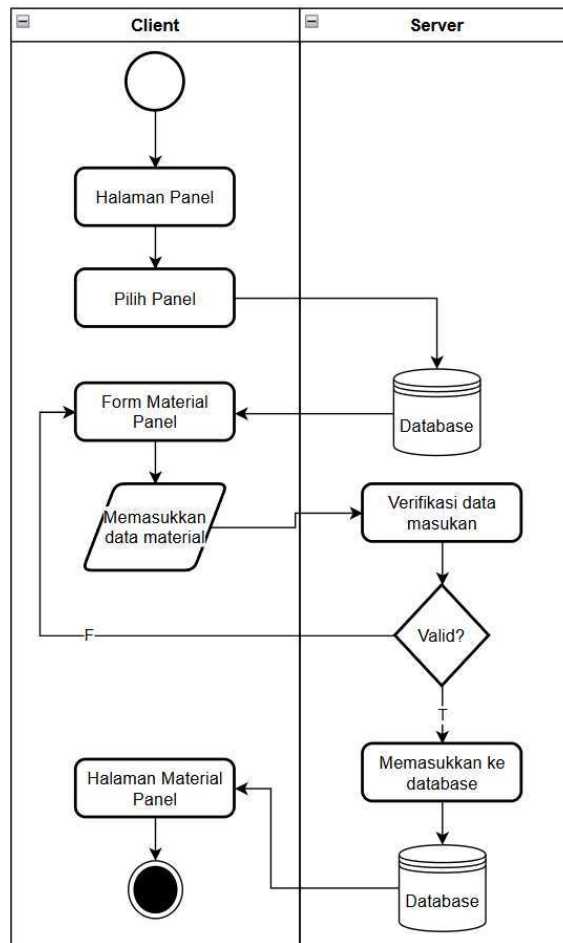 Client
Server
Halaman Panel
Pilih Panel
Form Material
Panel
Database
Memasukkan
data material
Verifikasi data
masukan
Valid?
F
T
Memasukkan ke
database
Halaman Material
Panel
Database